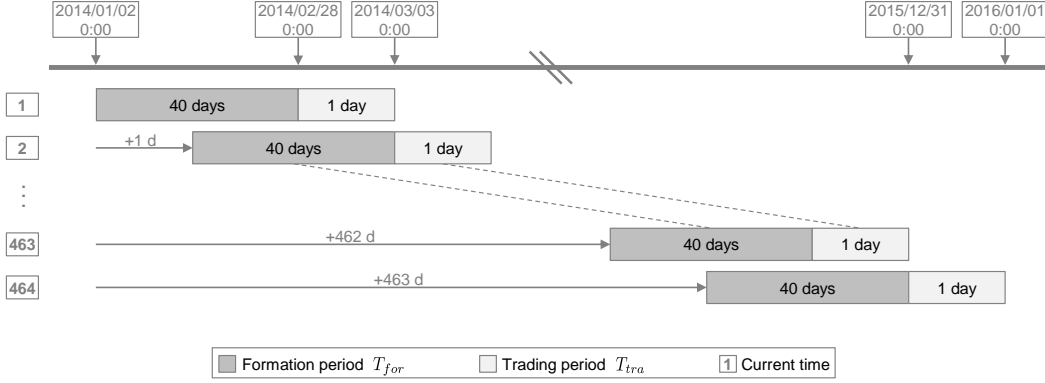 2014/01/02 2014/02/28 2014/03/03 2015/12/31 2016/01/01
0:00 0:00 0:00 0:00 0:00
1 40 days 1 day
2 +1 d 40 days 1 day
⋮
463 +462 d 40 days 1 day
464 +463 d 40 days 1 day
Formation period T_for Trading period T_tra 1 Current time